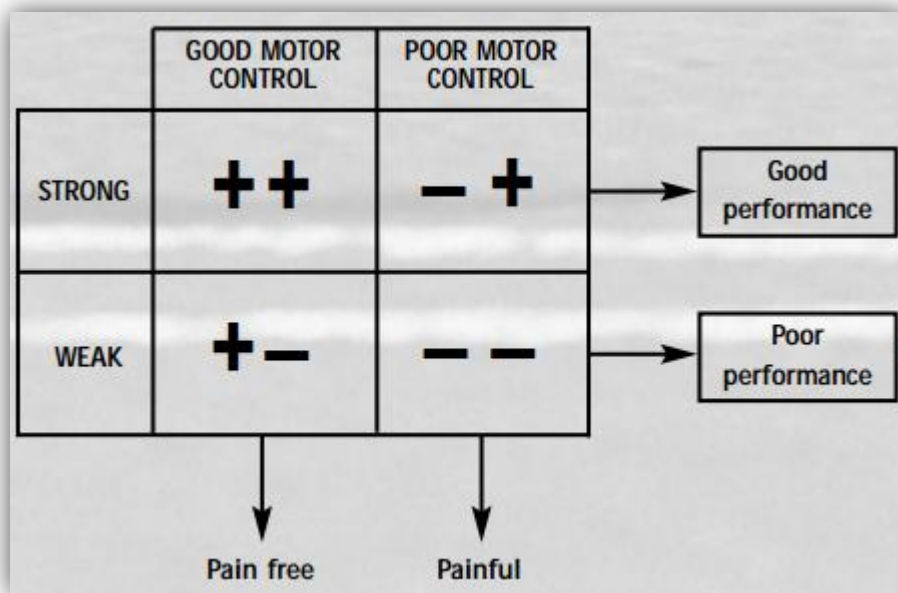 GOOD MOTOR
CONTROL
POOR MOTOR
CONTROL
STRONG
++
– +
Good
performance
WEAK
+–
– –
Poor
performance
Pain free
Painful